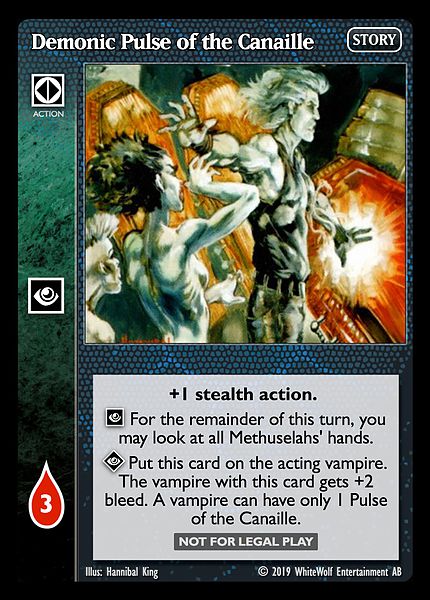 Demonic Pulse of the Canaille
STORY
ACTION
+1 stealth action.
For the remainder of this turn, you
may look at all Methuselahs' hands.
Put this card on the acting vampire.
The vampire with this card gets +2
bleed. A vampire can have only 1 Pulse
of the Canaille.
3
NOT FOR LEGAL PLAY
Illus: Hannibal King
© 2019 WhiteWolf Entertainment AB